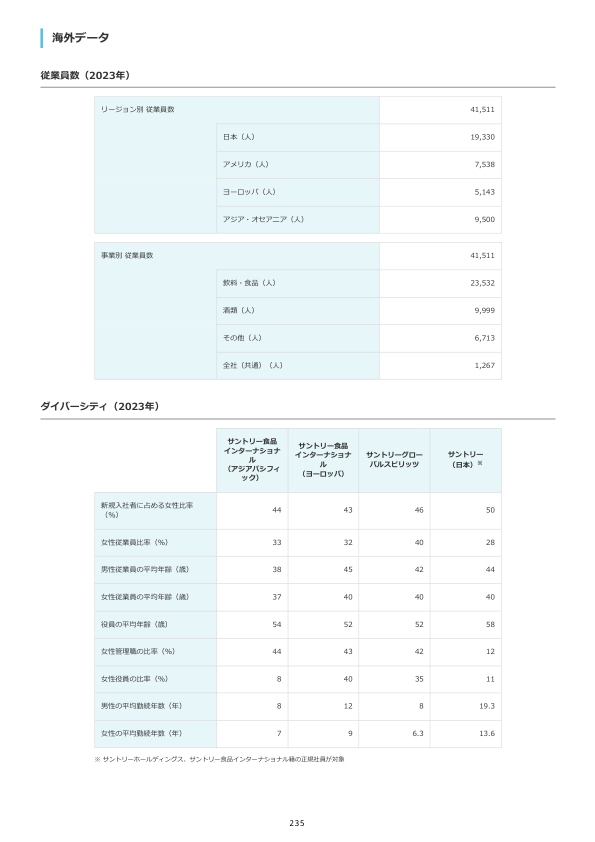 海外データ
従業員数（2023年）
リージョン別 従業員数 41,511
日本（人） 19,330
アメリカ（人） 7,538
ヨーロッパ（人） 5,143
アジア・オセアニア（人） 9,500
事業別 従業員数 41,511
飲料・食品（人） 23,532
酒類（人） 9,999
その他（人） 6,713
全社（共通）（人） 1,267
ダイバーシティ（2023年）
サントリー食品
インターナショナ
ル
（アジアパシフィ
ック）
サントリー食品
インターナショナ
ル
（ヨーロッパ）
サントリーグロー
バルスピリッツ
サントリー
（日本）※
新規入社者に占める女性比率
（%） 44 43 46 50
女性従業員比率（%） 33 32 40 28
男性従業員の平均年齢（歳） 38 45 42 44
女性従業員の平均年齢（歳） 37 40 40 40
役員の平均年齢（歳） 54 52 52 58
女性管理職の比率（%） 44 43 42 12
女性役員の比率（%） 8 40 35 11
男性の平均勤続年数（年） 8 12 8 19.3
女性の平均勤続年数（年） 7 9 6.3 13.6
※ サントリーホールディングス、サントリー食品インターナショナル籍の正規社員が対象
235